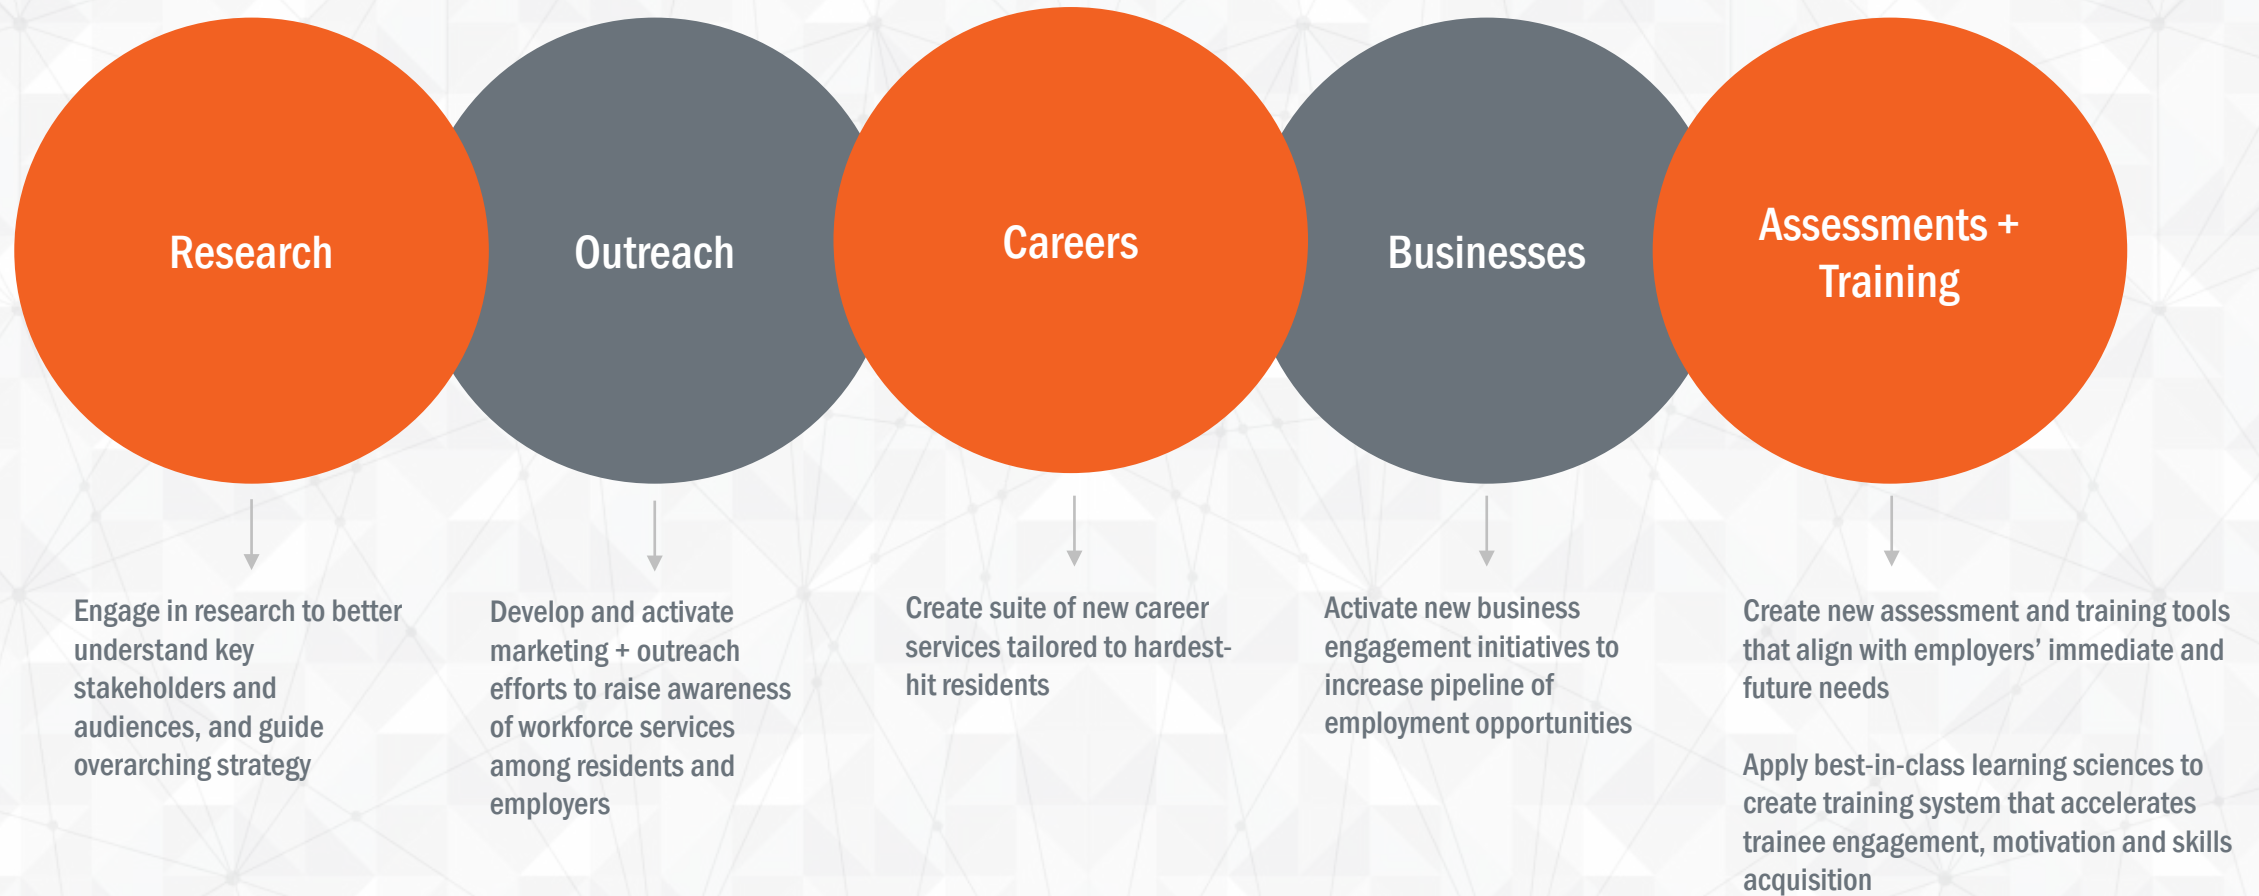 Research
Outreach
Careers
Businesses
Assessments +
Training
Engage in research to better
understand key
stakeholders and
audiences, and guide
overarching strategy
Develop and activate
marketing + outreach
efforts to raise awareness
of workforce services
among residents and
employers
Create suite of new career
services tailored to hardest-
hit residents
Activate new business
engagement initiatives to
increase pipeline of
employment opportunities
Create new assessment and training tools
that align with employers’ immediate and
future needs
Apply best-in-class learning sciences to
create training system that accelerates
trainee engagement, motivation and skills
acquisition